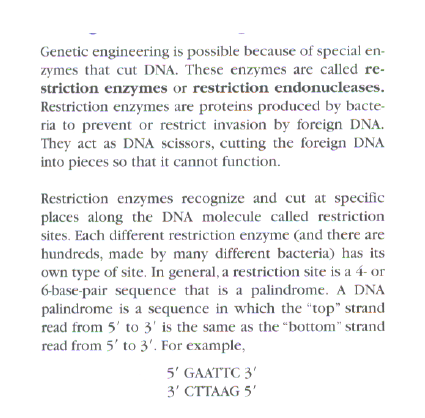 Genetic engineering is possible because of special en-
zymes that cut DNA. These enzymes are called re-
striction enzymes or restriction endonucleases.
Restriction enzymes are proteins produced by bacte-
ria to prevent or restrict invasion by foreign DNA.
They act as DNA scissors, cutting the foreign DNA
into pieces so that it cannot function.
Restriction enzymes recognize and cut at specific
places along the DNA molecule called restriction
sites. Each different restriction enzyme (and there are
hundreds, made by many different bacteria) has its
own type of site. In general, a restriction site is a 4- or
6-base-pair sequence that is a palindrome. A DNA
palindrome is a sequence in which the “top” strand
read from 5′ to 3′ is the same as the “bottom” strand
read from 5′ to 3′. For example,
5′ GAATTC 3′
3′ CTTAAG 5′